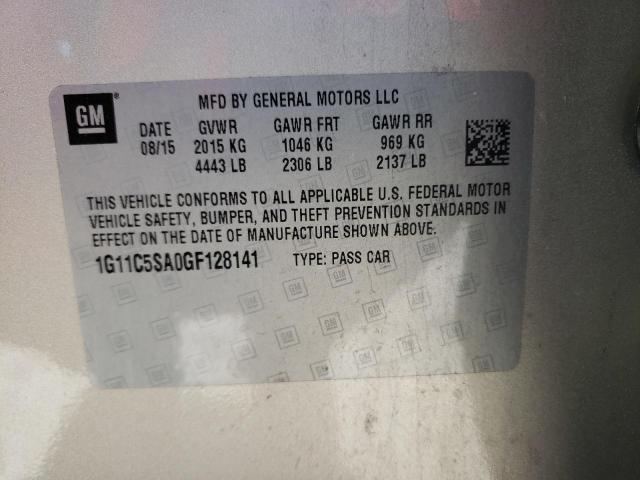 GM®
MFD BY GENERAL MOTORS LLC
DATE GVWR GAWR FRT GAWR RR
08/15 2015 KG 1046 KG 969 KG
4443 LB 2306 LB 2137 LB
THIS VEHICLE CONFORMS TO ALL APPLICABLE U.S. FEDERAL MOTOR
VEHICLE SAFETY, BUMPER, AND THEFT PREVENTION STANDARDS IN
EFFECT ON THE DATE OF MANUFACTURE SHOWN ABOVE.
1G11C5SA0GF128141 TYPE: PASS CAR